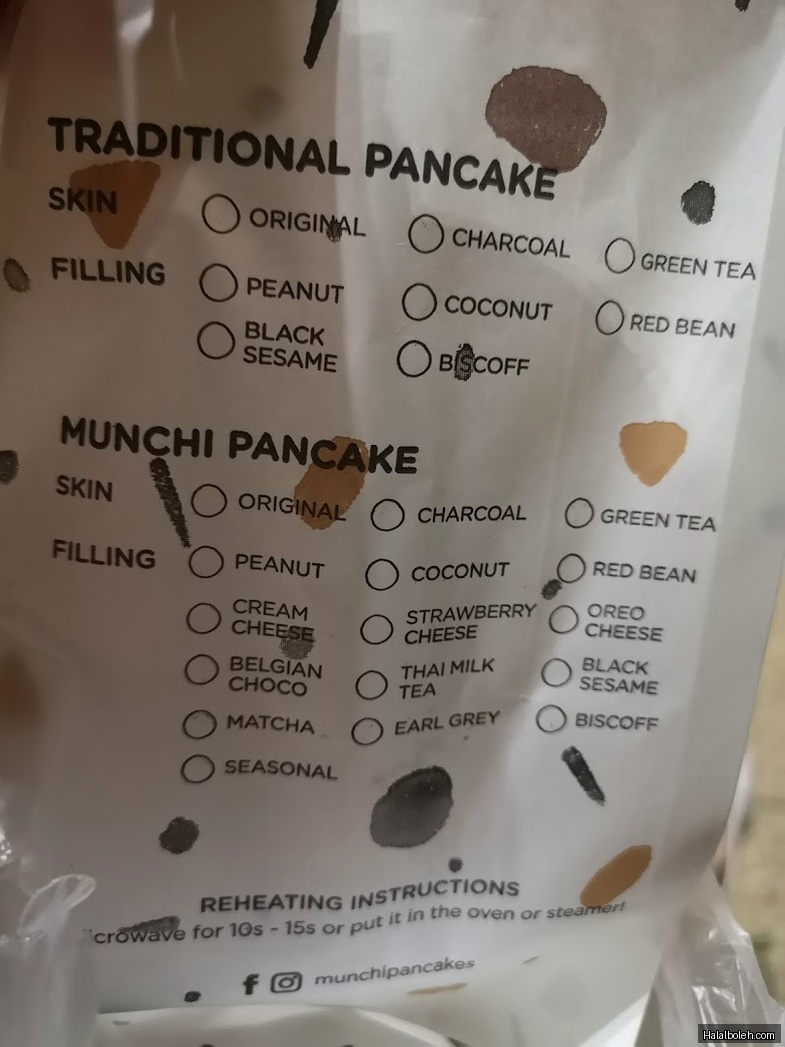 TRADITIONAL PANCAKE
SKIN ORIGINAL CHARCOAL GREEN TEA
FILLING PEANUT COCONUT RED BEAN
BLACK SESAME BISCOFF
MUNCHI PANCAKE
SKIN ORIGINAL CHARCOAL GREEN TEA
FILLING PEANUT COCONUT RED BEAN
CREAM CHEESE STRAWBERRY CHEESE OREO CHEESE
BELGIAN CHOCO THAI MILK TEA BLACK SESAME
MATCHA EARL GREY BISCOFF
SEASONAL
REHEATING INSTRUCTIONS
crowave for 10s - 15s or put it in the oven or steamer!
munchipancakes
Halalboleh.com